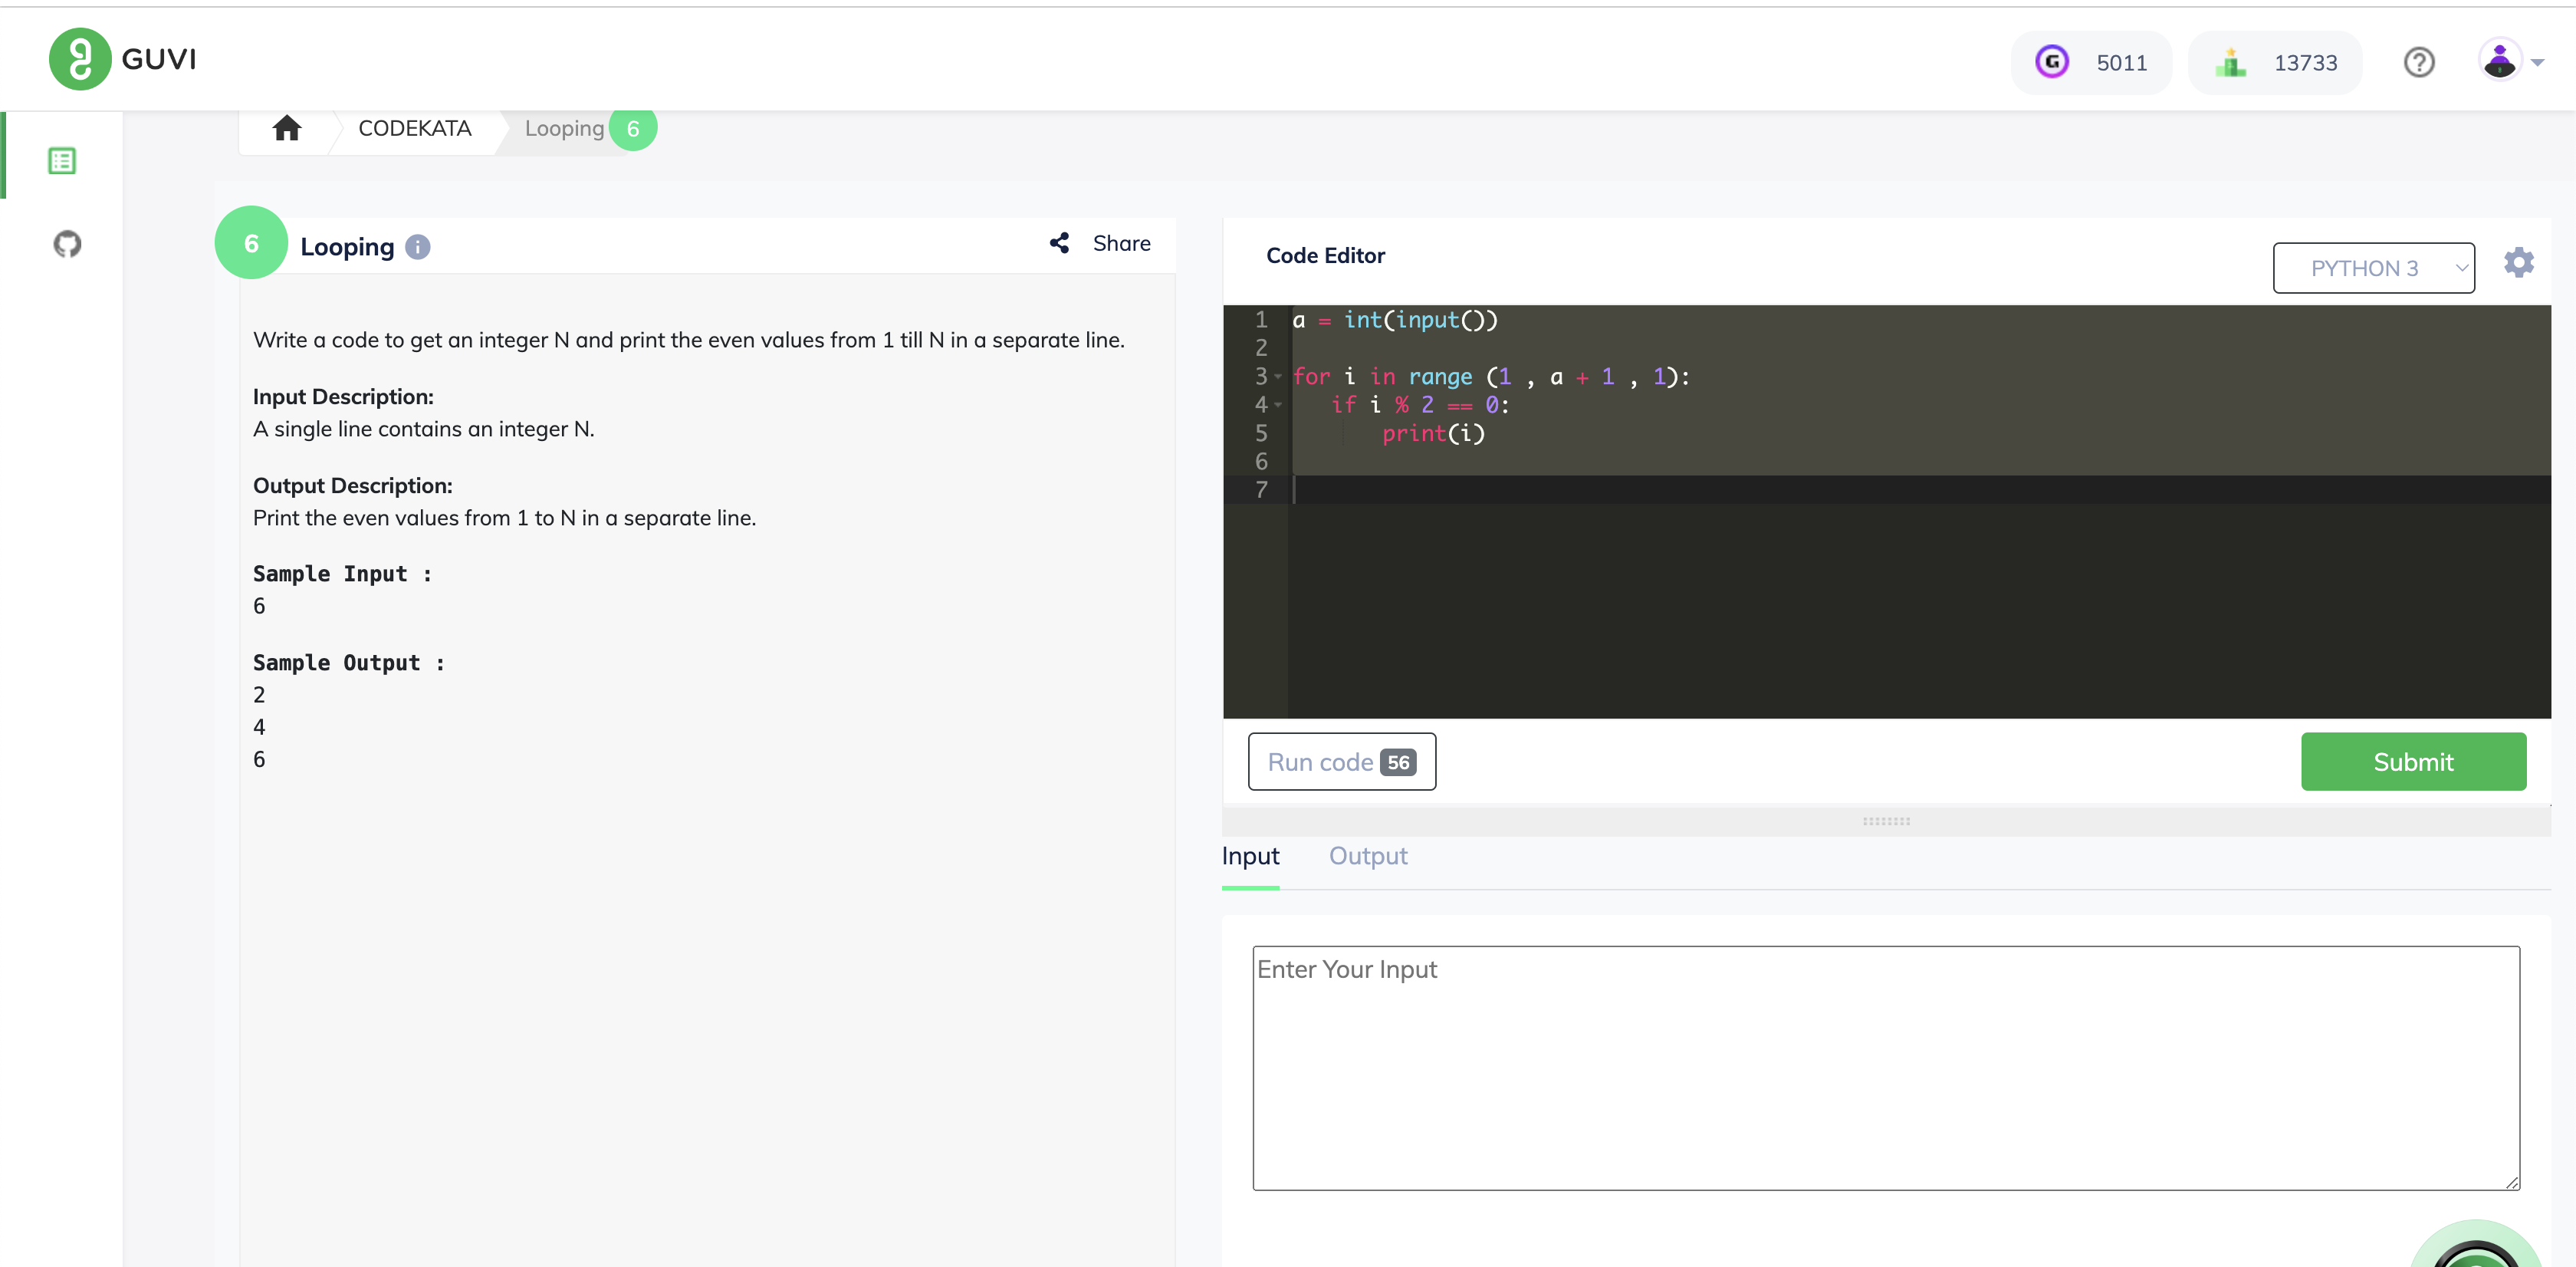 GUVI
5011
13733
CODEKATA
Looping
6
6
Looping
Share
Write a code to get an integer N and print the even values from 1 till N in a separate line.
Input Description:
A single line contains an integer N.
Output Description:
Print the even values from 1 to N in a separate line.
Sample Input :
6
Sample Output :
2
4
6
Code Editor
PYTHON 3
1 a = int(input())
2
3 for i in range (1 , a + 1 , 1):
4    if i % 2 == 0:
5        print(i)
6
7
Run code 56
Submit
Input
Output
Enter Your Input